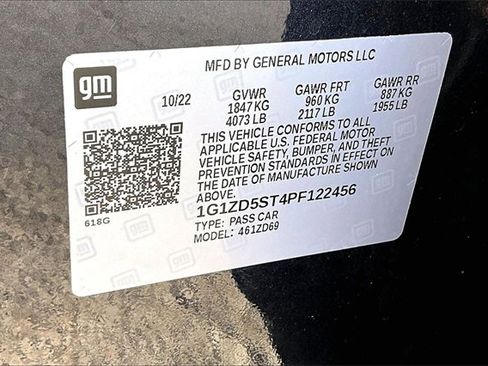 gm
MFD BY GENERAL MOTORS LLC
10/22 GVWR GAWR FRT GAWR RR
1847 KG 960 KG 887 KG
4073 LB 2117 LB 1955 LB
THIS VEHICLE CONFORMS TO ALL
APPLICABLE U.S. FEDERAL MOTOR
VEHICLE SAFETY, BUMPER, AND THEFT
PREVENTION STANDARDS IN EFFECT ON
THE DATE OF MANUFACTURE SHOWN
ABOVE.
1G1ZD5ST4PF122456
TYPE: PASS CAR
MODEL: 461ZD69
618G